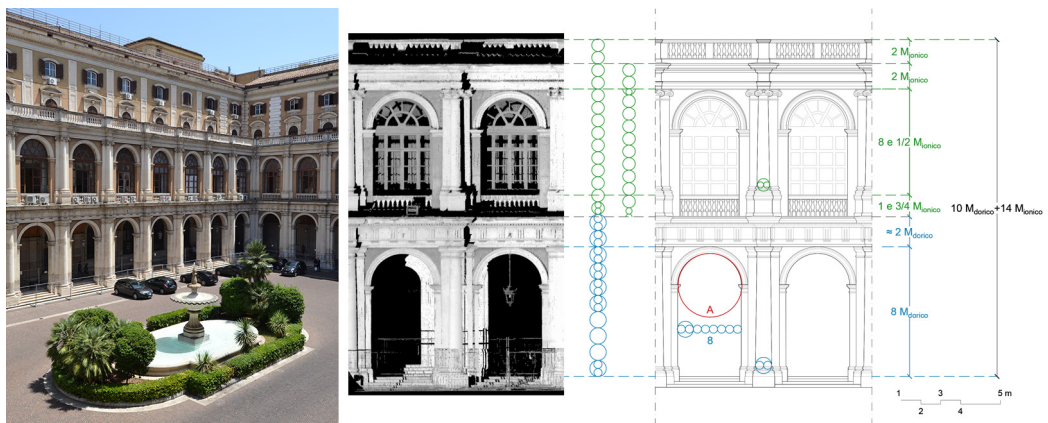 2 Mionico
2 Mionico
8 e 1/2 Mionico
1 e 3/4 Mionico
10 Mdorico+14 Mionico
≈ 2 Mdorico
A
8
8 Mdorico
1 3 5 m
2 4